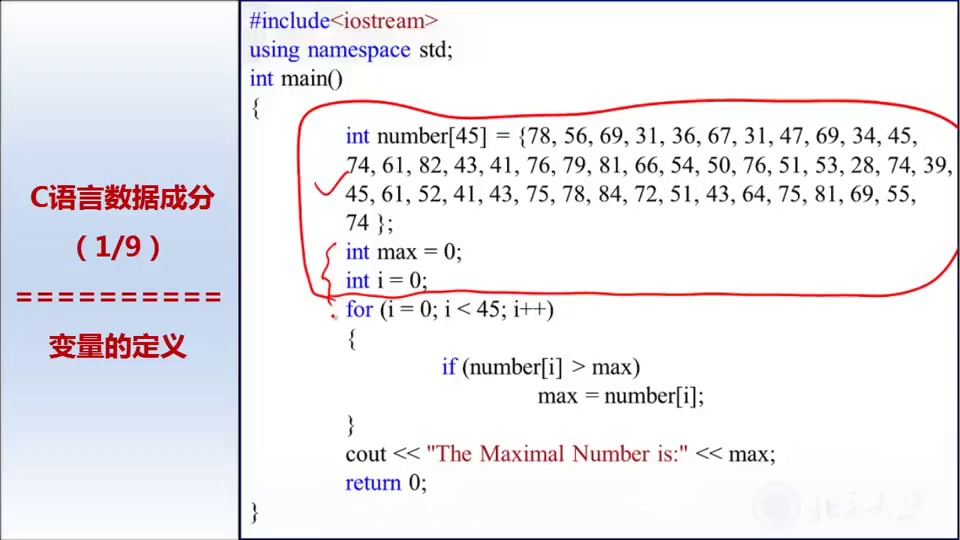 C语言数据成分
（1/9）
==========
变量的定义
#include<iostream>
using namespace std;
int main()
{
int number[45] = {78, 56, 69, 31, 36, 67, 31, 47, 69, 34, 45,
74, 61, 82, 43, 41, 76, 79, 81, 66, 54, 50, 76, 51, 53, 28, 74, 39,
45, 61, 52, 41, 43, 75, 78, 84, 72, 51, 43, 64, 75, 81, 69, 55,
74 };
int max = 0;
int i = 0;
for (i = 0; i < 45; i++)
{
if (number[i] > max)
max = number[i];
}
cout << "The Maximal Number is:" << max;
return 0;
}
北京大学